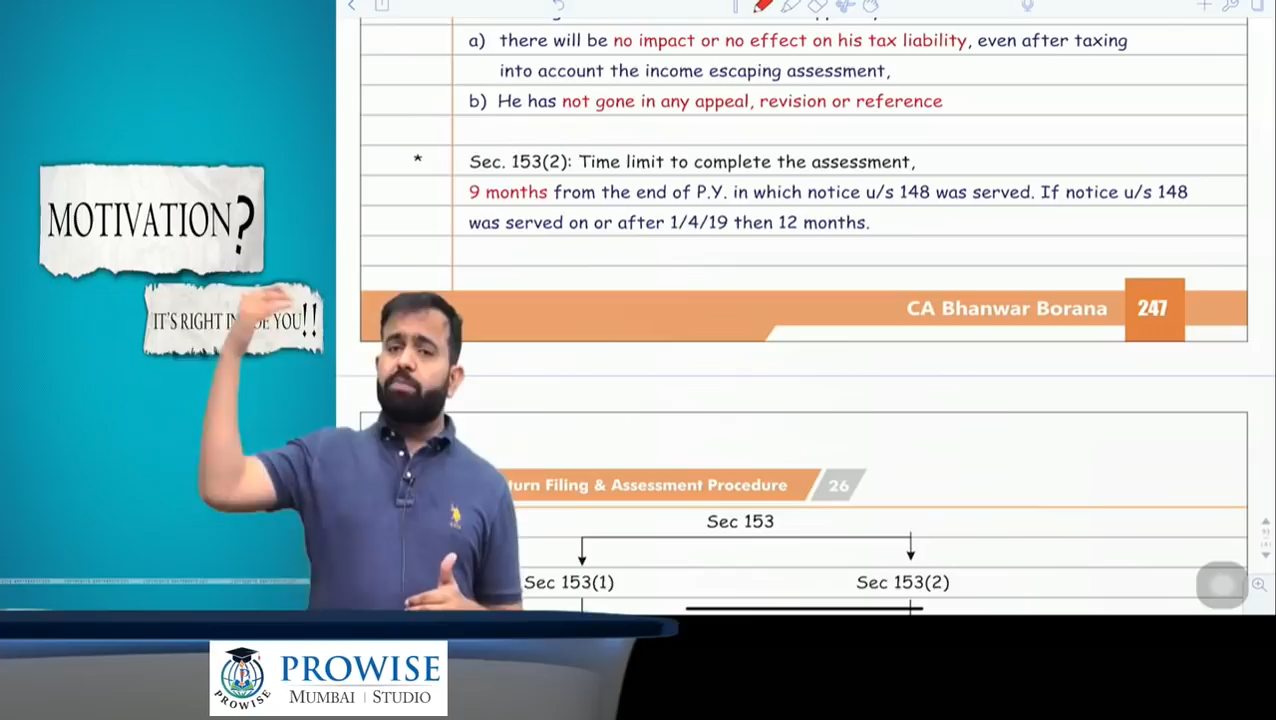 a) there will be no impact or no effect on his tax liability, even after taxing
into account the income escaping assessment,
b) He has not gone in any appeal, revision or reference
* Sec. 153(2): Time limit to complete the assessment,
9 months from the end of P.Y. in which notice u/s 148 was served. If notice u/s 148
was served on or after 1/4/19 then 12 months.
CA Bhanwar Borana 247
MOTIVATION?
IT'S RIGHT YOU!!
Filing & Assessment Procedure 26
Sec 153
Sec 153(1) Sec 153(2)
PROWISE
MUMBAI | STUDIO
PROWISE